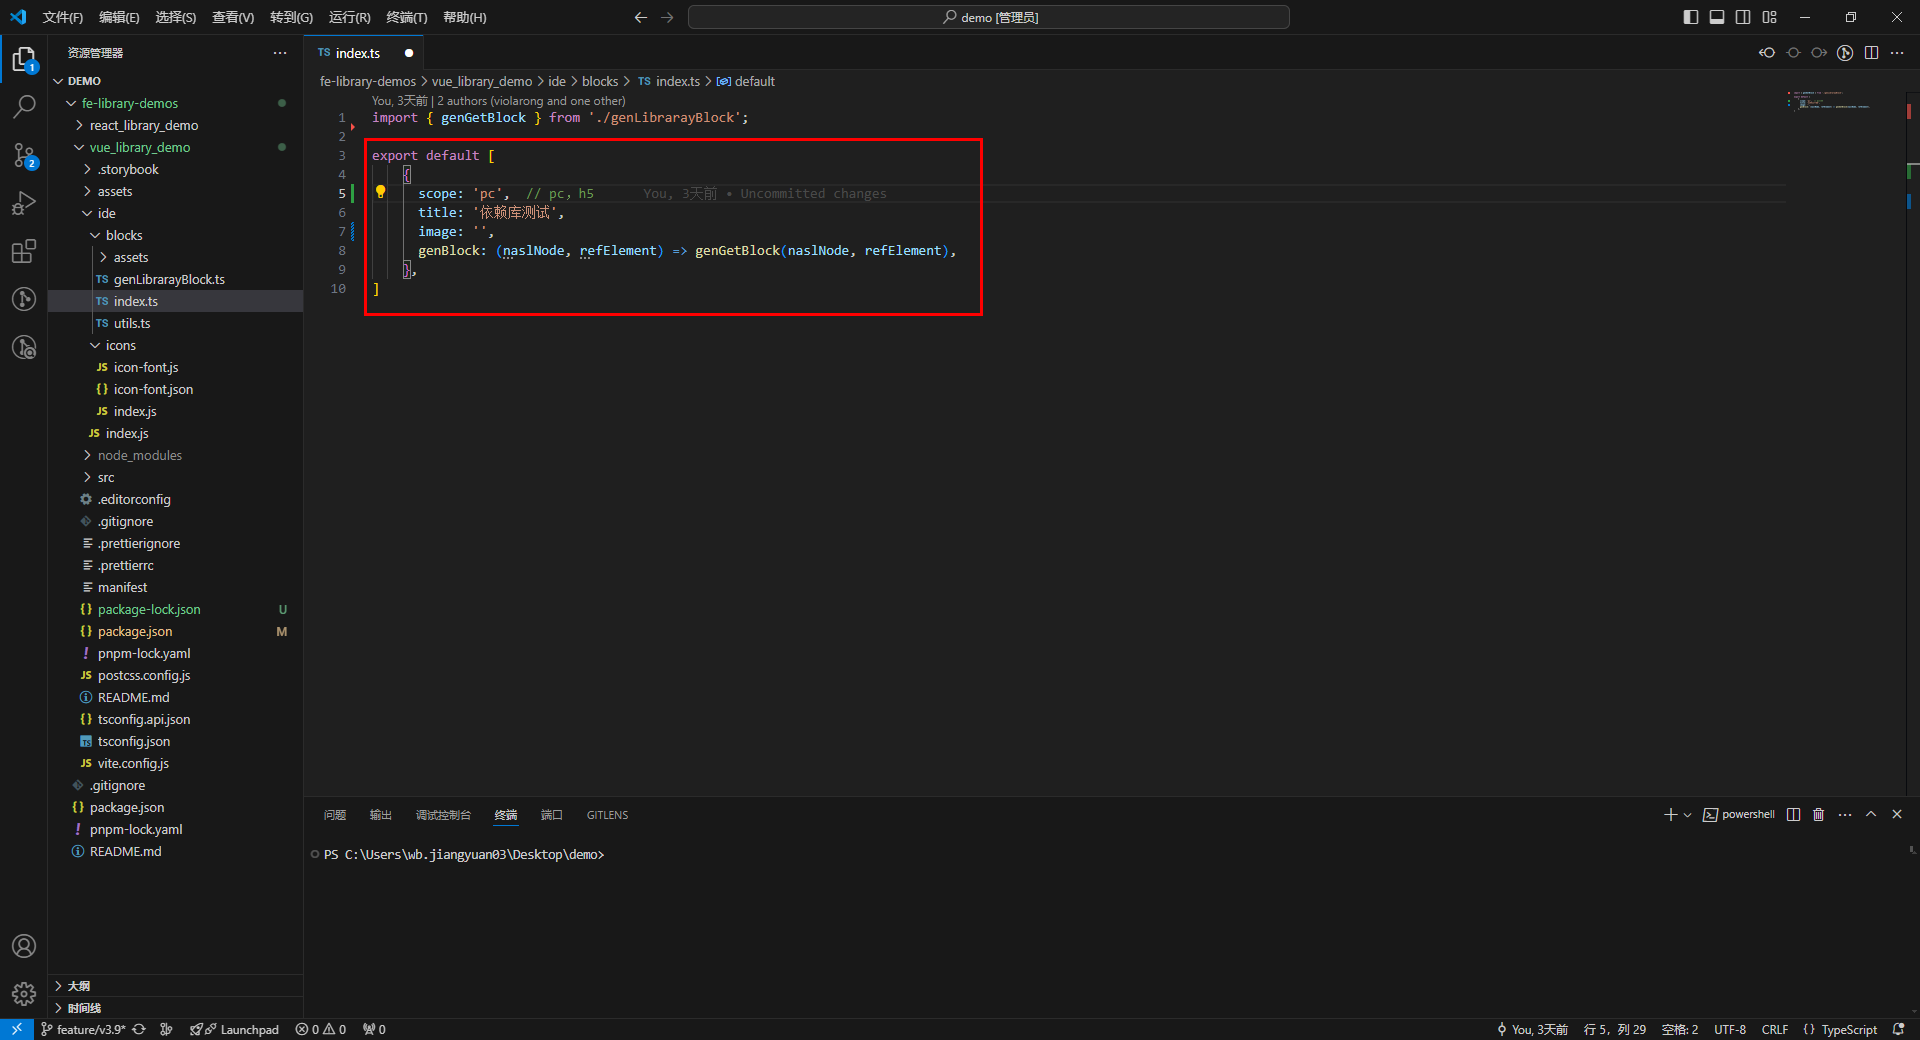 文件(F) 编辑(E) 选择(S) 查看(V) 转到(G) 运行(R) 终端(T) 帮助(H)
demo [管理员]
资源管理器
TS index.ts
fe-library-demos > vue_library_demo > ide > blocks > TS index.ts > default
You, 3天前 | 2 authors (violarong and one other)
1 import { genGetBlock } from './genLibrarayBlock';
2
3 export default [
4 {
5 scope: 'pc', // pc, h5 You, 3天前 • Uncommitted changes
6 title: '依赖库测试',
7 image: '',
8 genBlock: (naslNode, refElement) => genGetBlock(naslNode, refElement),
9 },
10 ]
1
2
DEMO
fe-library-demos
react_library_demo
vue_library_demo
.storybook
assets
ide
blocks
assets
TS genLibrarayBlock.ts
TS index.ts
TS utils.ts
icons
JS icon-font.js
{} icon-font.json
JS index.js
JS index.js
node_modules
src
.editorconfig
.gitignore
.prettierignore
.prettierrc
manifest
{} package-lock.json U
{} package.json M
! pnpm-lock.yaml
JS postcss.config.js
README.md
{} tsconfig.api.json
TS tsconfig.json
JS vite.config.js
.gitignore
{} package.json
! pnpm-lock.yaml
README.md
大纲
时间线
问题 输出 调试控制台 终端 端口 GITLENS
powershell
PS C:\Users\wb.jiangyuan03\Desktop\demo>
feature/v3.9* Launchpad 0 0 0
You, 3天前 行 5，列 29 空格: 2 UTF-8 CRLF {} TypeScript